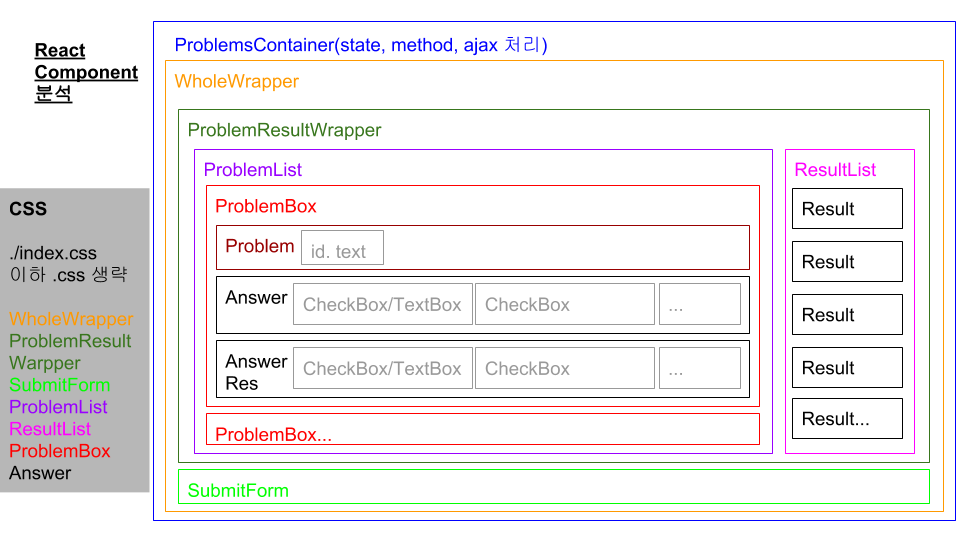 React
Component
분석
CSS
./index.css
이하 .css 생략
WholeWrapper
ProblemResult
Warpper
SubmitForm
ProblemList
ResultList
ProblemBox
Answer
ProblemsContainer(state, method, ajax 처리)
WholeWrapper
ProblemResultWrapper
ProblemList
ProblemBox
Problem id. text
Answer CheckBox/TextBox CheckBox ...
Answer
Res CheckBox/TextBox CheckBox ...
ProblemBox...
ResultList
Result
Result
Result
Result
Result...
SubmitForm